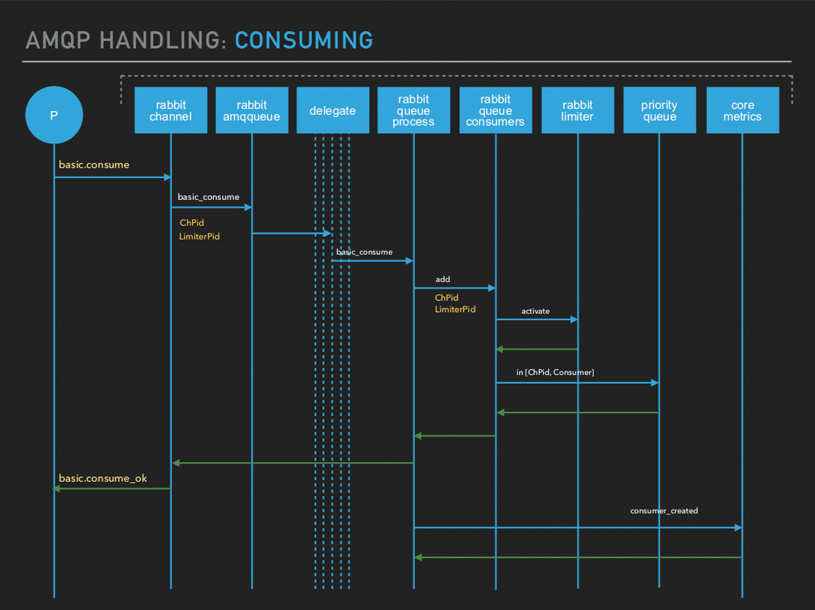 AMQP HANDLING: CONSUMING
P
rabbit
channel
rabbit
amqqueue
delegate
rabbit
queue
process
rabbit
queue
consumers
rabbit
limiter
priority
queue
core
metrics
basic.consume
basic_consume
ChPid
LimiterPid
basic_consume
add
ChPid
LimiterPid
activate
in [ChPid, Consumer]
basic.consume_ok
consumer_created